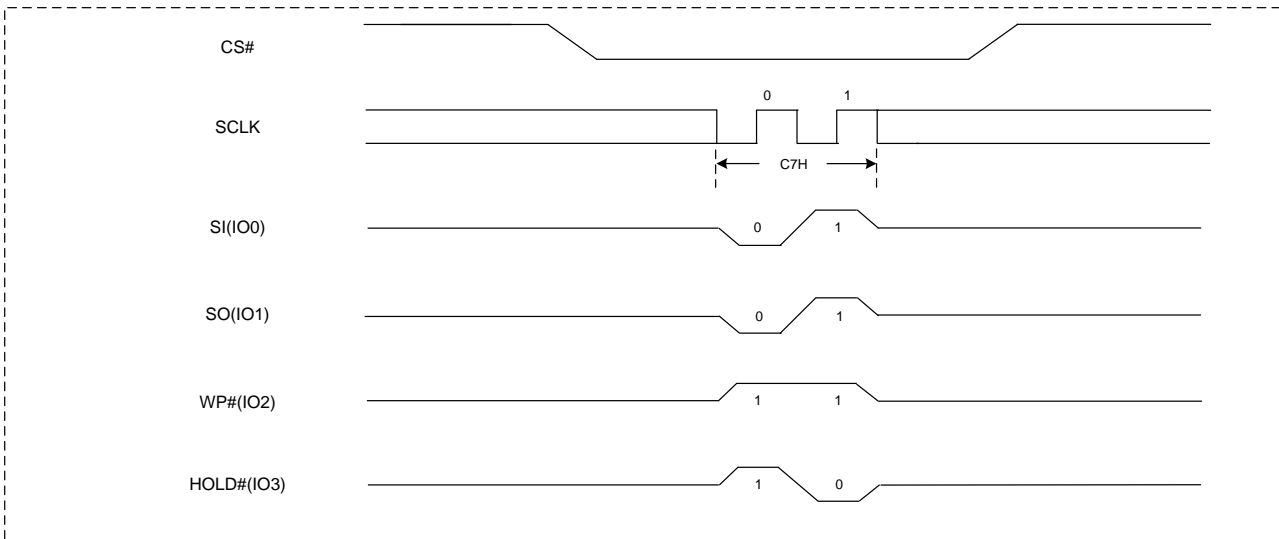 CS#
0 1
SCLK
C7H
SI(IO0) 0 1
SO(IO1) 0 1
WP#(IO2) 1 1
HOLD#(IO3) 1 0